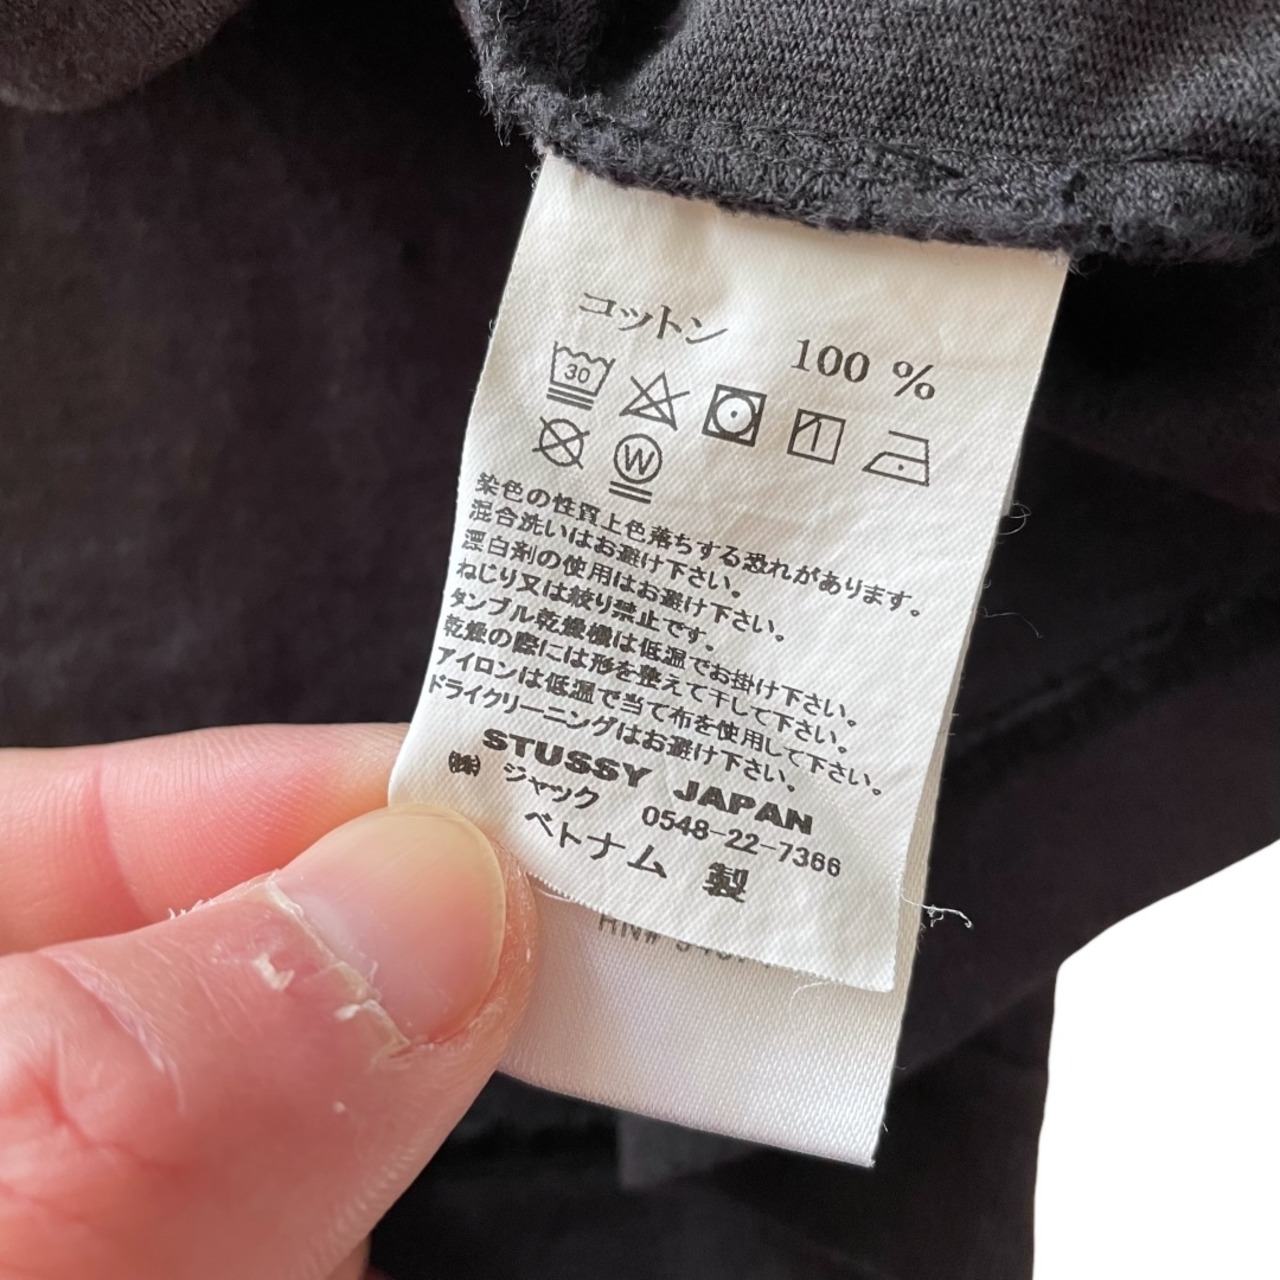 コットン 100 %
30
W
染色の性質上色落ちする恐れがあります。
混合洗いはお避け下さい。
漂白剤の使用はお避け下さい。
ねじり又は絞り禁止です。
タンブル乾燥機は低温でお掛け下さい。
乾燥の際には形を整えて干して下さい。
アイロンは低温で当て布を使用して下さい。
ドライクリーニングはお避け下さい。
STUSSY JAPAN
㈱ ジャック 0548-22-7366
ベトナム 製
HN#